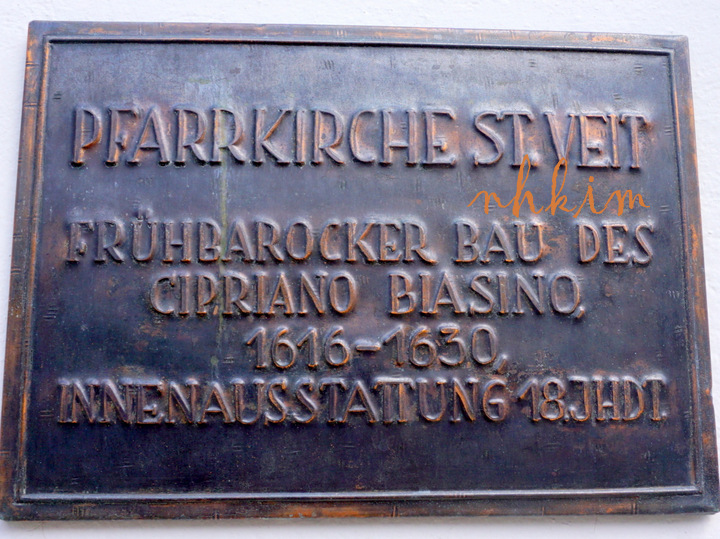 PFARRKIRCHE ST. VEIT
nhkim
FRÜHBAROCKER BAU DES
CIPRIANO BIASINO,
1616-1630,
INNENAUSSTATTUNG 18.JHDT.